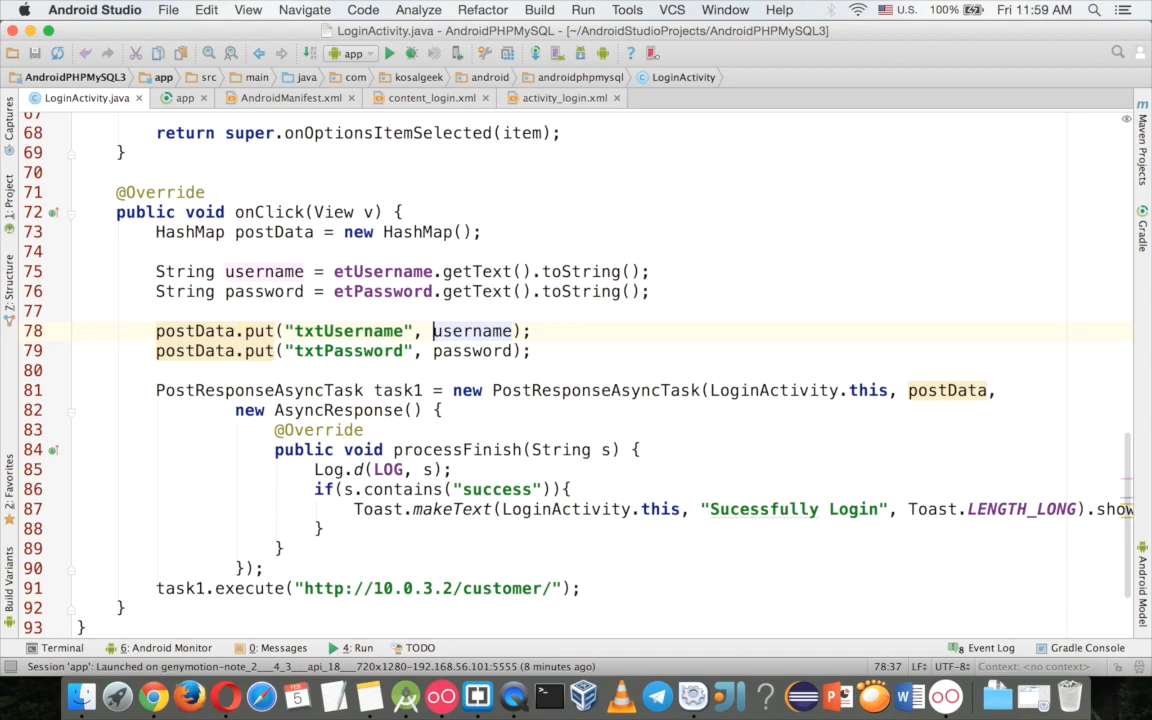 Android Studio File Edit View Navigate Code Analyze Refactor Build Run Tools VCS Window Help U.S. 100% Fri 11:59 AM
LoginActivity.java - AndroidPHPMySQL - [~/AndroidStudioProjects/AndroidPHPMySQL3]
app
AndroidPHPMySQL3 app src main java com kosalgeek android androidphpmysql LoginActivity
LoginActivity.java app AndroidManifest.xml content_login.xml activity_login.xml
Captures
1: Project
Z: Structure
2: Favorites
Build Variants
67
68 return super.onOptionsItemSelected(item);
69 }
70
71 @Override
72 public void onClick(View v) {
73 HashMap postData = new HashMap();
74
75 String username = etUsername.getText().toString();
76 String password = etPassword.getText().toString();
77
78 postData.put("txtUsername", username);
79 postData.put("txtPassword", password);
80
81 PostResponseAsyncTask task1 = new PostResponseAsyncTask(LoginActivity.this, postData,
82 new AsyncResponse() {
83 @Override
84 public void processFinish(String s) {
85 Log.d(LOG, s);
86 if(s.contains("success")){
87 Toast.makeText(LoginActivity.this, "Sucessfully Login", Toast.LENGTH_LONG).show
88 }
89 }
90 });
91 task1.execute("http://10.0.3.2/customer/");
92 }
93 }
m Maven Projects
Gradle
Android Model
Terminal 6: Android Monitor 0: Messages 4: Run TODO 8 Event Log Gradle Console
Session 'app': Launched on genymotion-note_2___4_3___api_18___720x1280-192.168.56.101:5555 (8 minutes ago) 78:37 LF÷ UTF-8÷ Context: <no context>
FEB 5